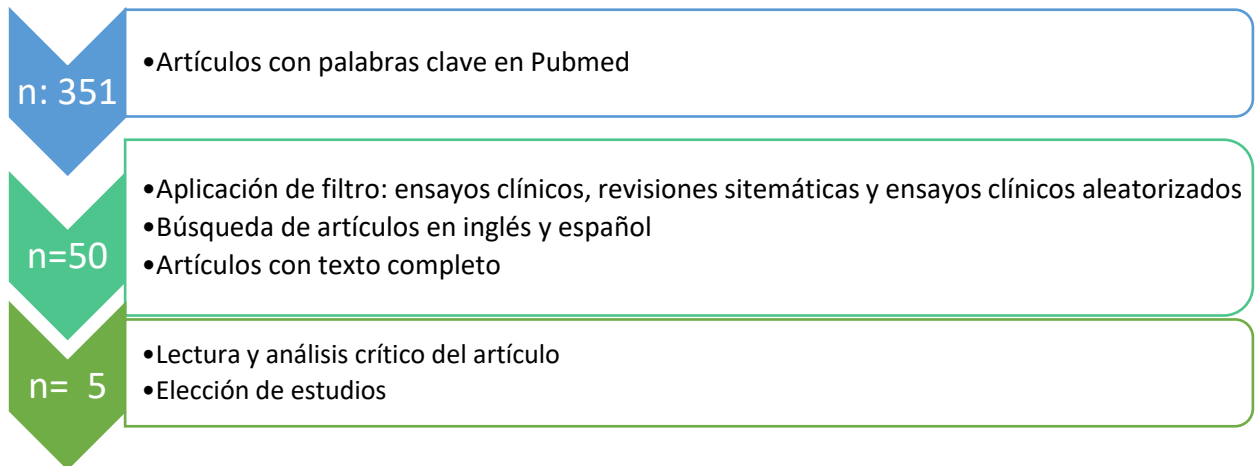 n: 351
•Artículos con palabras clave en Pubmed
n=50
•Aplicación de filtro: ensayos clínicos, revisiones sitemáticas y ensayos clínicos aleatorizados
•Búsqueda de artículos en inglés y español
•Artículos con texto completo
n= 5
•Lectura y análisis crítico del artículo
•Elección de estudios